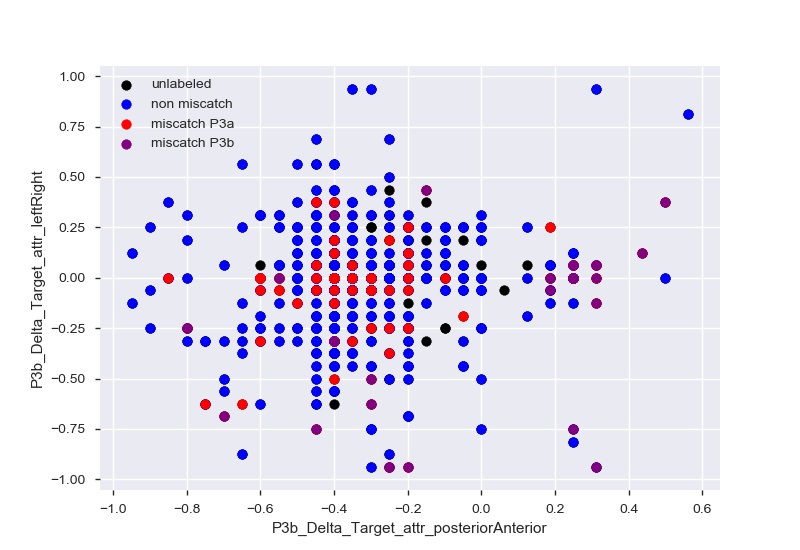 unlabeled
non miscatch
miscatch P3a
miscatch P3b
1.00
0.75
0.50
0.25
0.00
−0.25
−0.50
−0.75
−1.00
P3b_Delta_Target_attr_leftRight
−1.0 −0.8 −0.6 −0.4 −0.2 0.0 0.2 0.4 0.6
P3b_Delta_Target_attr_posteriorAnterior